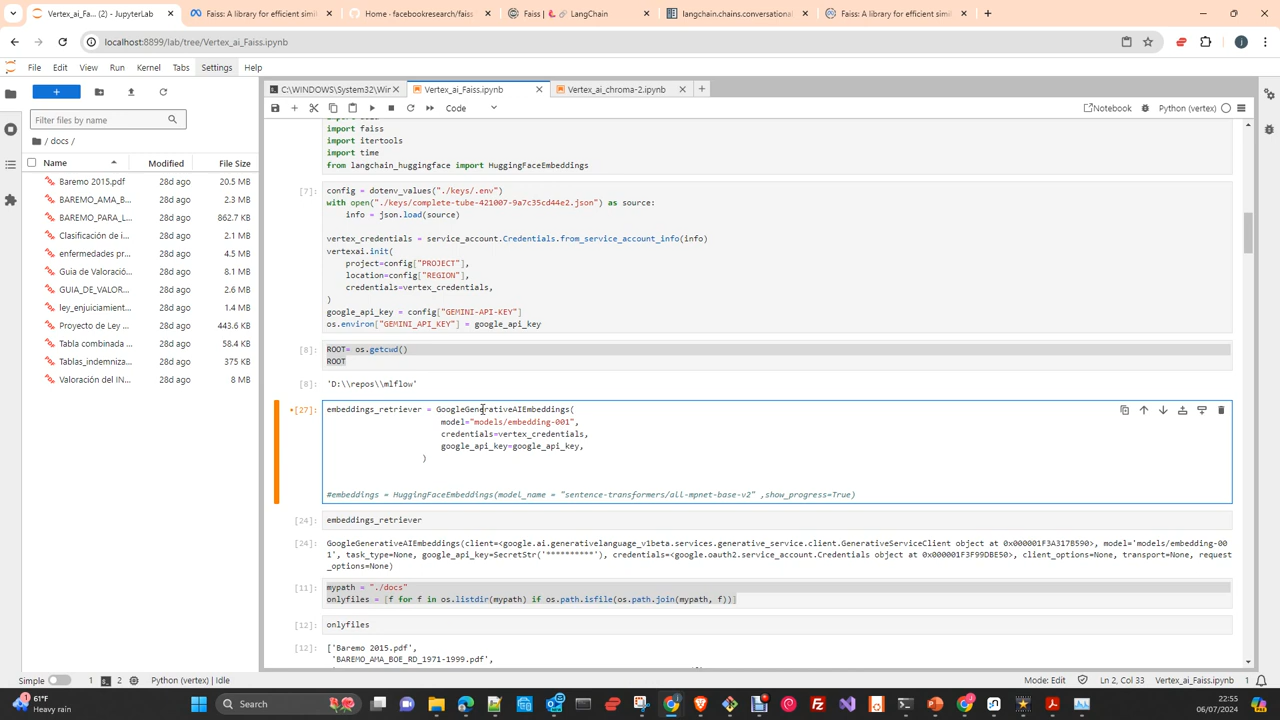 Vertex_ai_Fa... (2) - JupyterLab
Faiss: A library for efficient simil
Home · facebookresearch/faiss
Faiss | 🦜️🔗 LangChain
langchain.chains.conversational
Faiss: A library for efficient simil
localhost:8899/lab/tree/Vertex_ai_Faiss.ipynb
File Edit View Run Kernel Tabs Settings Help
C:\WINDOWS\System32\Wir
Vertex_ai_Faiss.ipynb
Vertex_ai_chroma-2.ipynb
Code
Notebook
Python (vertex)
Filter files by name
/ docs /
Name Modified File Size
Baremo 2015.pdf 28d ago 20.5 MB
BAREMO_AMA_B... 28d ago 2.3 MB
BAREMO_PARA_L... 28d ago 862.7 KB
Clasificación de i... 28d ago 2.1 MB
enfermedades pr... 28d ago 4.5 MB
Guia de Valoració... 28d ago 8.1 MB
GUIA_DE_VALOR... 28d ago 2.6 MB
ley_enjuiciamient... 28d ago 1.4 MB
Proyecto de Ley ... 28d ago 443.6 KB
Tabla combinada ... 28d ago 58.4 KB
Tablas_indemniza... 28d ago 375 KB
Valoración del IN... 28d ago 8 MB
import faiss
import itertools
import time
from langchain_huggingface import HuggingFaceEmbeddings
[7]: config = dotenv_values("./keys/.env")
with open("./keys/complete-tube-421007-9a7c35cd44e2.json") as source:
info = json.load(source)
vertex_credentials = service_account.Credentials.from_service_account_info(info)
vertexai.init(
project=config["PROJECT"],
location=config["REGION"],
credentials=vertex_credentials,
)
google_api_key = config["GEMINI-API-KEY"]
os.environ["GEMINI_API_KEY"] = google_api_key
[8]: ROOT= os.getcwd()
ROOT
[8]: 'D:\\repos\\mlflow'
[27]: embeddings_retriever = GoogleGenerativeAIEmbeddings(
model="models/embedding-001",
credentials=vertex_credentials,
google_api_key=google_api_key,
)
#embeddings = HuggingFaceEmbeddings(model_name = "sentence-transformers/all-mpnet-base-v2" ,show_progress=True)
[24]: embeddings_retriever
[24]: GoogleGenerativeAIEmbeddings(client=<google.ai.generativelanguage_v1beta.services.generative_service.client.GenerativeServiceClient object at 0x000001F3A317B590>, model='models/embedding-00
1', task_type=None, google_api_key=SecretStr('**********'), credentials=<google.oauth2.service_account.Credentials object at 0x000001F3F99DBE50>, client_options=None, transport=None, request
_options=None)
[11]: mypath = "./docs"
onlyfiles = [f for f in os.listdir(mypath) if os.path.isfile(os.path.join(mypath, f))]
[12]: onlyfiles
[12]: ['Baremo 2015.pdf',
'BAREMO_AMA_BOE_RD_1971-1999.pdf',
Simple 1 2 Python (vertex) | Idle
Mode: Edit Ln 2, Col 33 Vertex_ai_Faiss.ipynb 1
61°F
Heavy rain
Search
22:55
06/07/2024